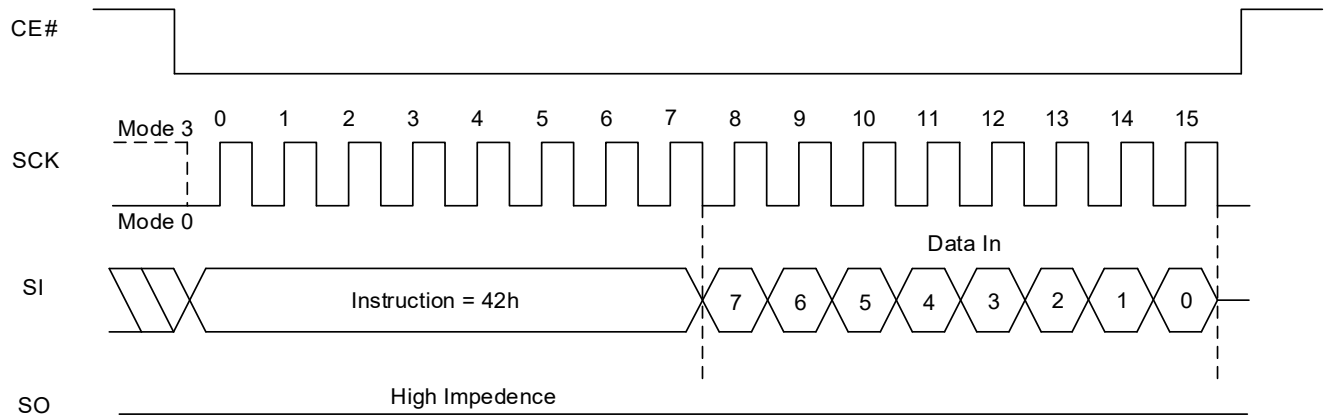 CE#
Mode 3
0 1 2 3 4 5 6 7 8 9 10 11 12 13 14 15
SCK
Mode 0
Data In
SI
Instruction = 42h
7 6 5 4 3 2 1 0
High Impedence
SO